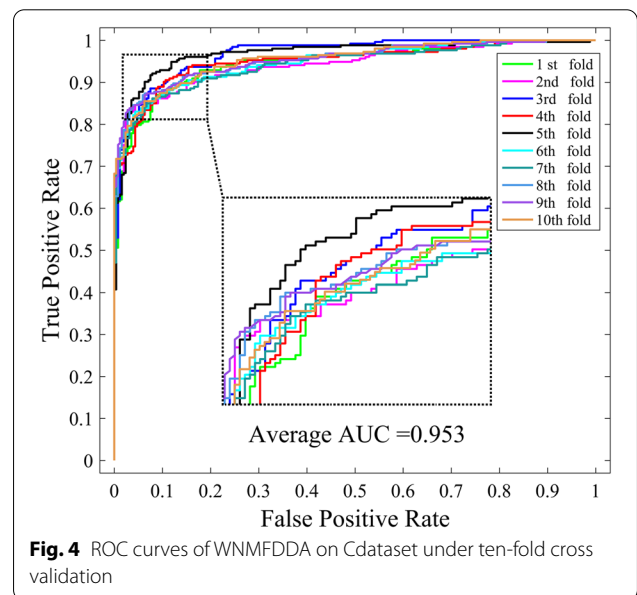 1
0.9
0.8
0.7
0.6
0.5
0.4
0.3
0.2
0.1
0
True Positive Rate
1 st fold
2nd fold
3rd fold
4th fold
5th fold
6th fold
7th fold
8th fold
9th fold
10th fold
Average AUC =0.953
0 0.1 0.2 0.3 0.4 0.5 0.6 0.7 0.8 0.9 1
False Positive Rate
Fig. 4 ROC curves of WNMFDDA on Cdataset under ten-fold cross
validation